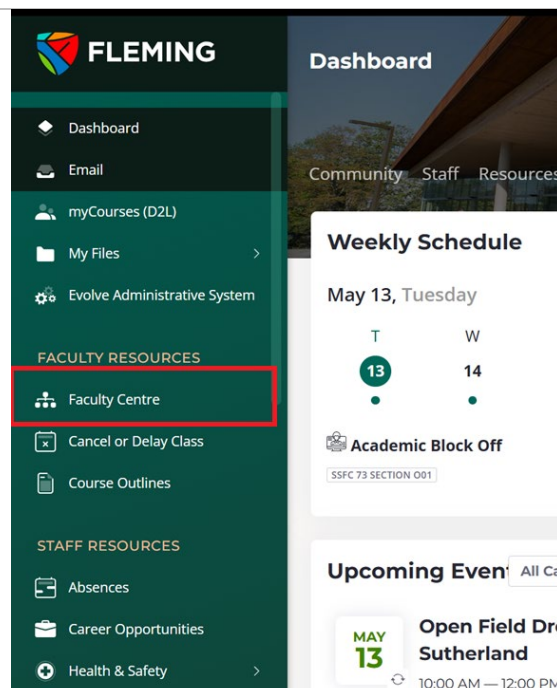 FLEMING
Dashboard
Email
myCourses (D2L)
My Files
Evolve Administrative System
FACULTY RESOURCES
Faculty Centre
Cancel or Delay Class
Course Outlines
STAFF RESOURCES
Absences
Career Opportunities
Health & Safety
Dashboard
Community Staff Resources
Weekly Schedule
May 13, Tuesday
T W
13 14
Academic Block Off
SSFC 73 SECTION O01
Upcoming Event All Ca
MAY
13
Open Field Dr
Sutherland
10:00 AM — 12:00 PM